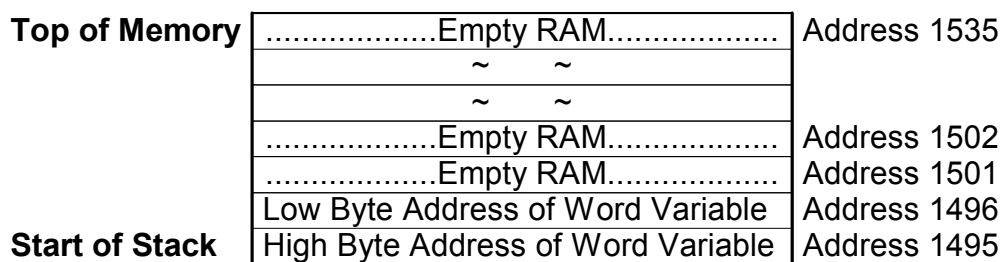 Top of Memory ...................Empty RAM................... Address 1535
~ ~
~ ~
...................Empty RAM................... Address 1502
...................Empty RAM................... Address 1501
Low Byte Address of Word Variable Address 1496
Start of Stack High Byte Address of Word Variable Address 1495